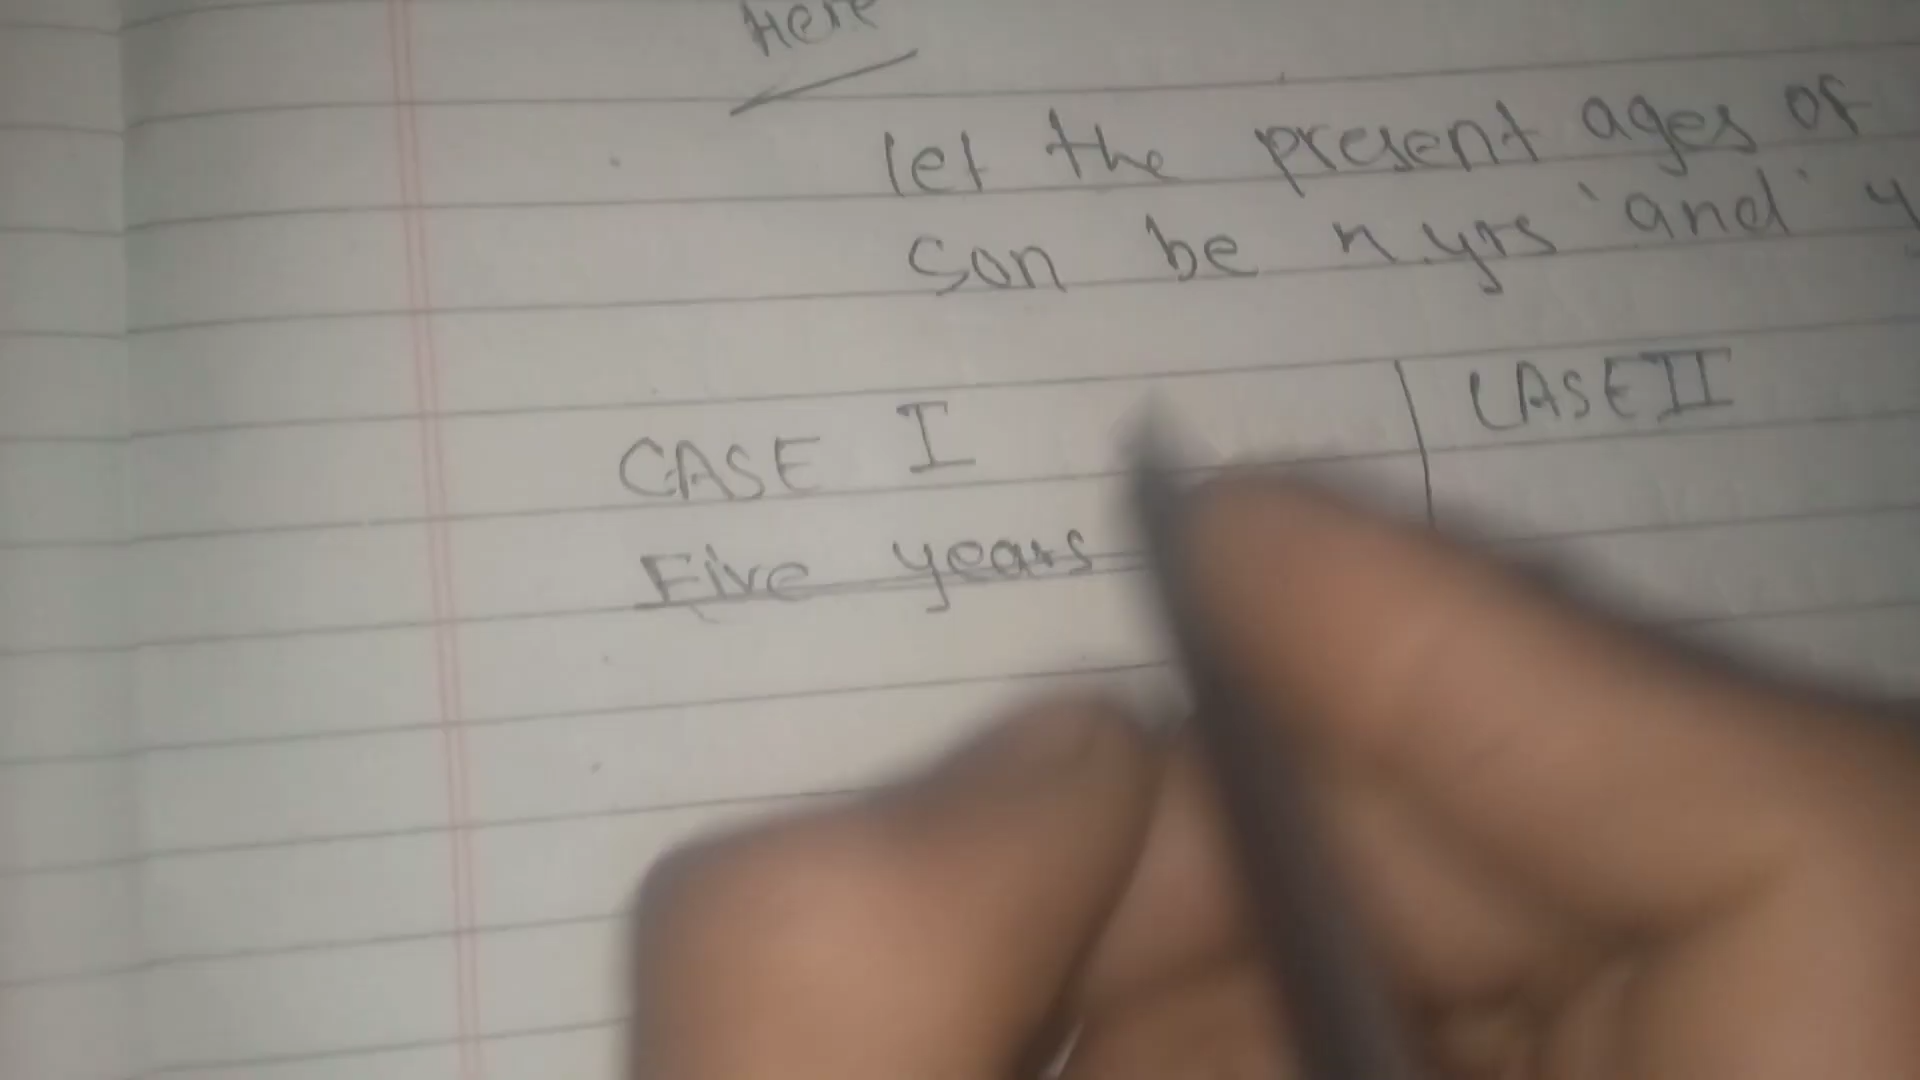 Here
let the present ages of
son be x yrs and y
CASE I
CASE II
Five years